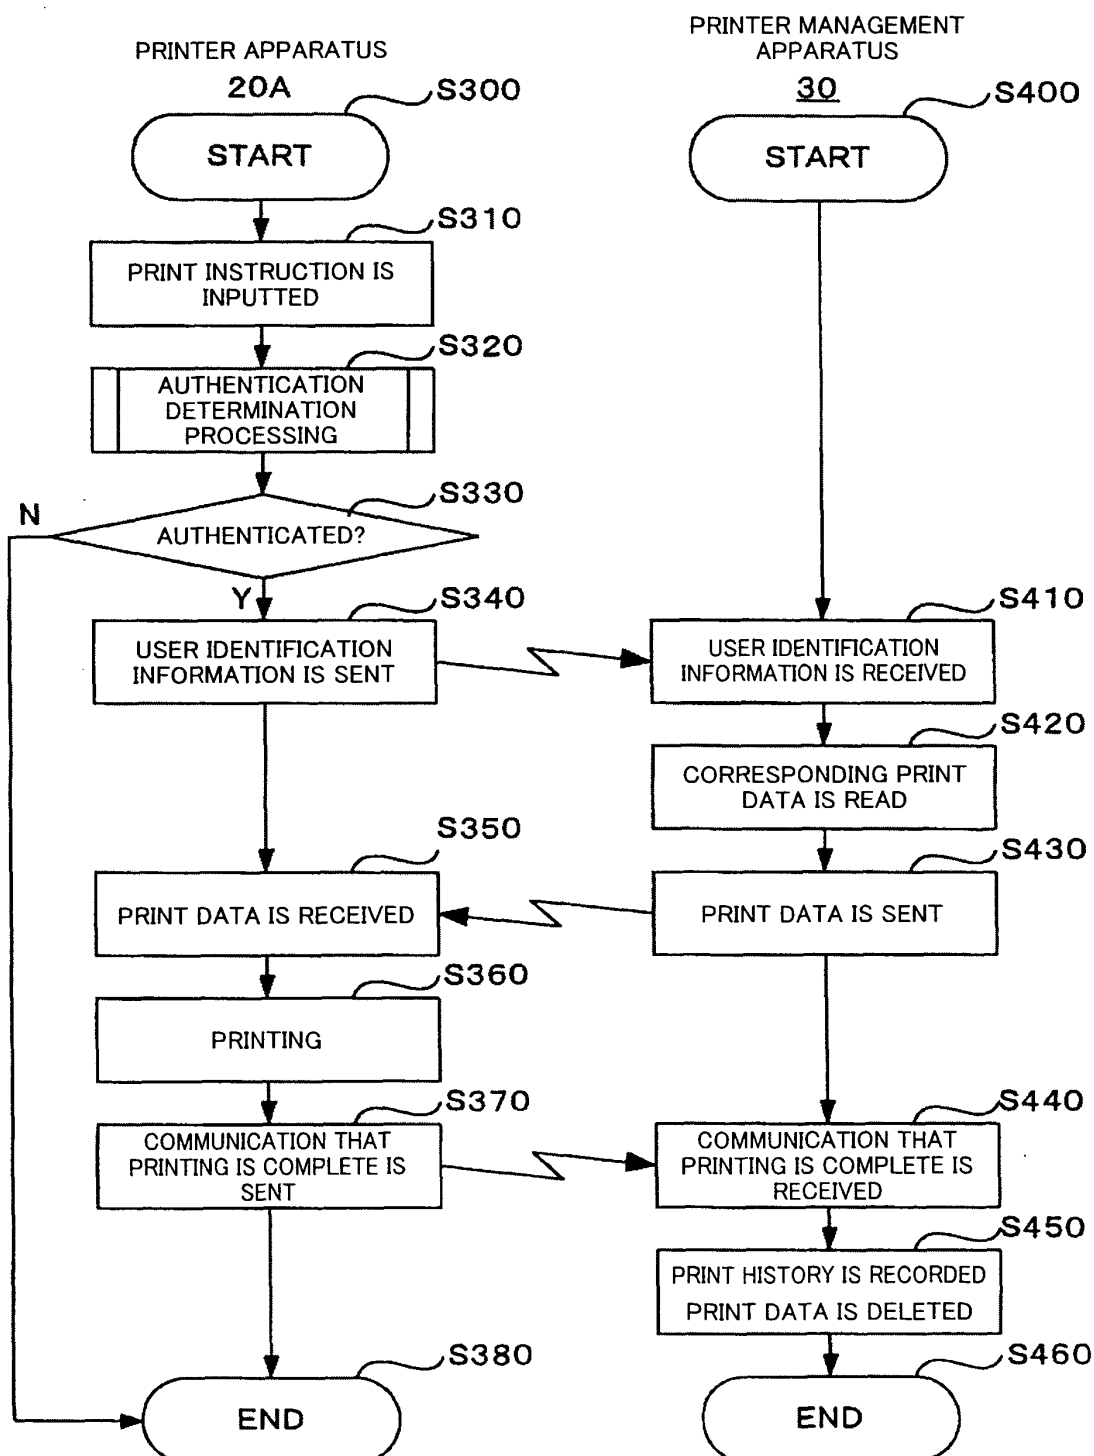 PRINTER APPARATUS
20A
S300
START
S310
PRINT INSTRUCTION IS
INPUTTED
S320
AUTHENTICATION
DETERMINATION
PROCESSING
S330
N
AUTHENTICATED?
Y
S340
USER IDENTIFICATION
INFORMATION IS SENT
S350
PRINT DATA IS RECEIVED
S360
PRINTING
S370
COMMUNICATION THAT
PRINTING IS COMPLETE IS
SENT
S380
END
PRINTER MANAGEMENT
APPARATUS
30
S400
START
S410
USER IDENTIFICATION
INFORMATION IS RECEIVED
S420
CORRESPONDING PRINT
DATA IS READ
S430
PRINT DATA IS SENT
S440
COMMUNICATION THAT
PRINTING IS COMPLETE IS
RECEIVED
S450
PRINT HISTORY IS RECORDED
PRINT DATA IS DELETED
S460
END